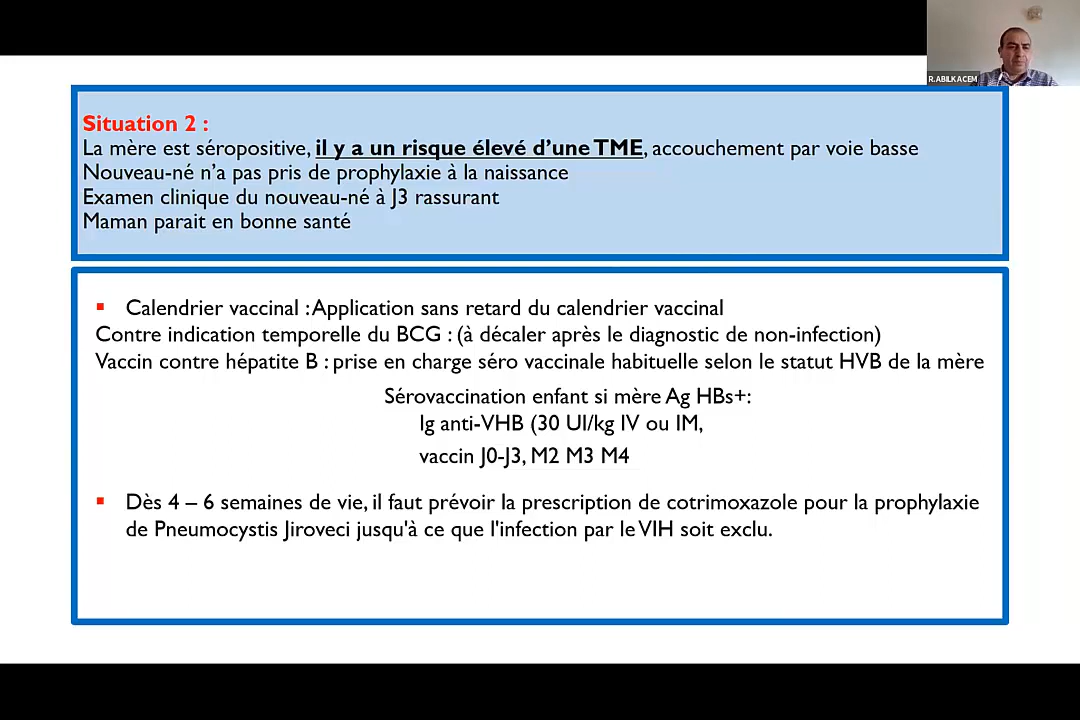 R.ABILKACEM
Situation 2 :
La mère est séropositive, il y a un risque élevé d'une TME, accouchement par voie basse
Nouveau-né n'a pas pris de prophylaxie à la naissance
Examen clinique du nouveau-né à J3 rassurant
Maman parait en bonne santé
▪ Calendrier vaccinal : Application sans retard du calendrier vaccinal
Contre indication temporelle du BCG : (à décaler après le diagnostic de non-infection)
Vaccin contre hépatite B : prise en charge séro vaccinale habituelle selon le statut HVB de la mère
Sérovaccination enfant si mère Ag HBs+:
Ig anti-VHB (30 UI/kg IV ou IM,
vaccin J0-J3, M2 M3 M4
▪ Dès 4 – 6 semaines de vie, il faut prévoir la prescription de cotrimoxazole pour la prophylaxie
de Pneumocystis Jiroveci jusqu'à ce que l'infection par le VIH soit exclu.